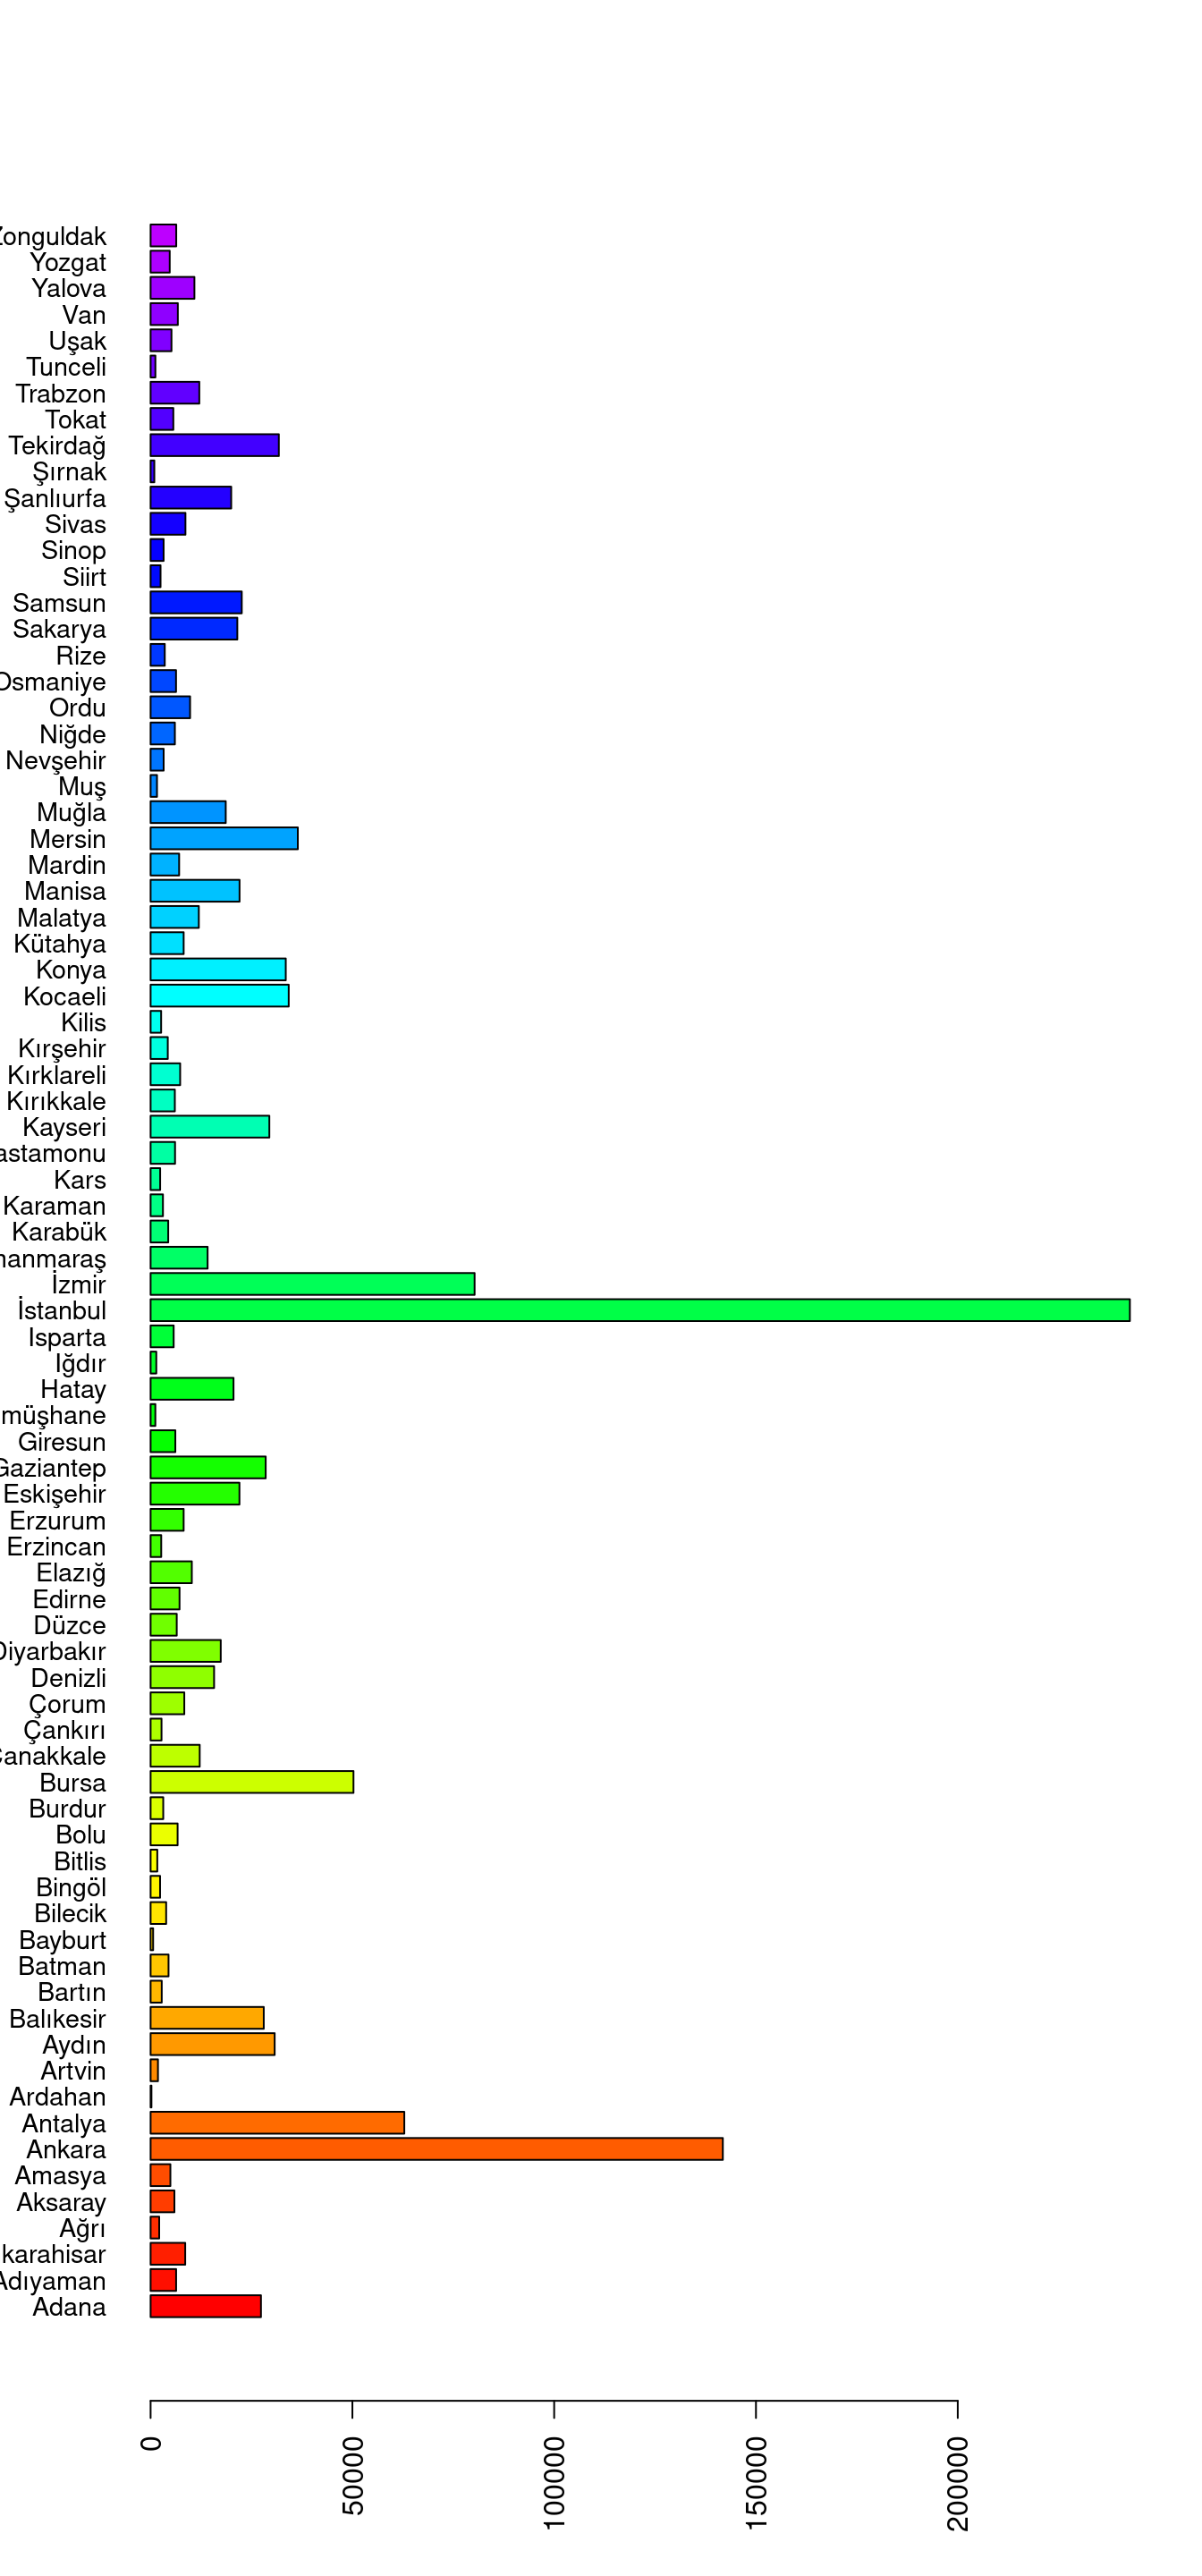 Zonguldak
Yozgat
Yalova
Van
Uşak
Tunceli
Trabzon
Tokat
Tekirdağ
Şırnak
Şanlıurfa
Sivas
Sinop
Siirt
Samsun
Sakarya
Rize
Osmaniye
Ordu
Niğde
Nevşehir
Muş
Muğla
Mersin
Mardin
Manisa
Malatya
Kütahya
Konya
Kocaeli
Kilis
Kırşehir
Kırklareli
Kırıkkale
Kayseri
astamonu
Kars
Karaman
Karabük
manmaraş
İzmir
İstanbul
Isparta
Iğdır
Hatay
müşhane
Giresun
Gaziantep
Eskişehir
Erzurum
Erzincan
Elazığ
Edirne
Düzce
Diyarbakır
Denizli
Çorum
Çankırı
Çanakkale
Bursa
Burdur
Bolu
Bitlis
Bingöl
Bilecik
Bayburt
Batman
Bartın
Balıkesir
Aydın
Artvin
Ardahan
Antalya
Ankara
Amasya
Aksaray
Ağrı
karahisar
Adıyaman
Adana
0
50000
100000
150000
200000